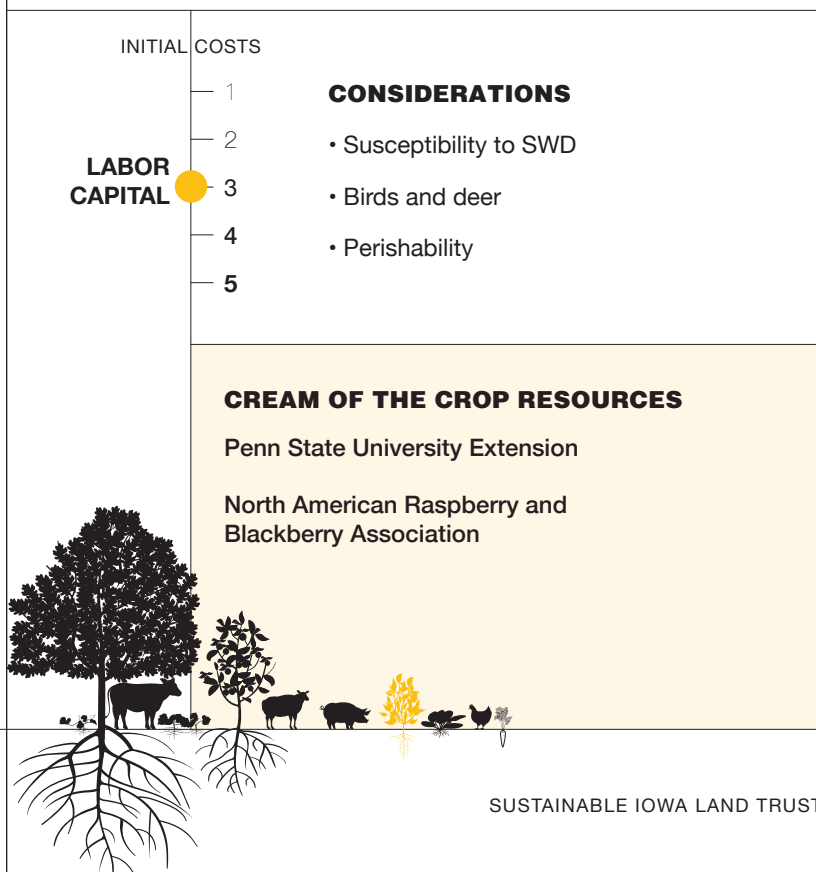 INITIAL COSTS
1
2
LABOR
CAPITAL
3
4
5
CONSIDERATIONS
• Susceptibility to SWD
• Birds and deer
• Perishability
CREAM OF THE CROP RESOURCES
Penn State University Extension
North American Raspberry and
Blackberry Association
SUSTAINABLE IOWA LAND TRUST